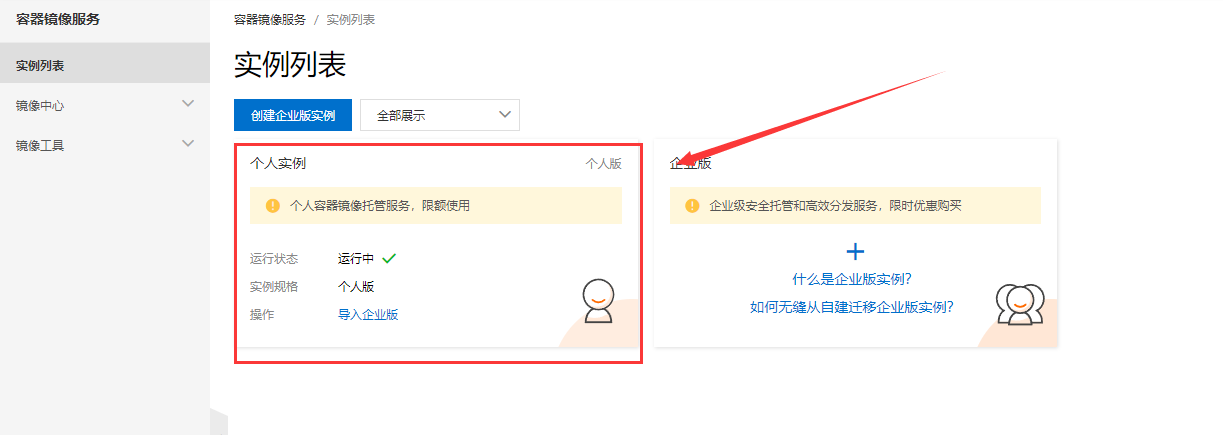 容器镜像服务
实例列表
镜像中心
镜像工具
容器镜像服务 / 实例列表
实例列表
创建企业版实例
全部展示
个人实例
个人版
个人容器镜像托管服务，限额使用
运行状态 运行中
实例规格 个人版
操作 导入企业版
企业版
企业级安全托管和高效分发服务，限时优惠购买
什么是企业版实例？
如何无缝从自建迁移企业版实例？